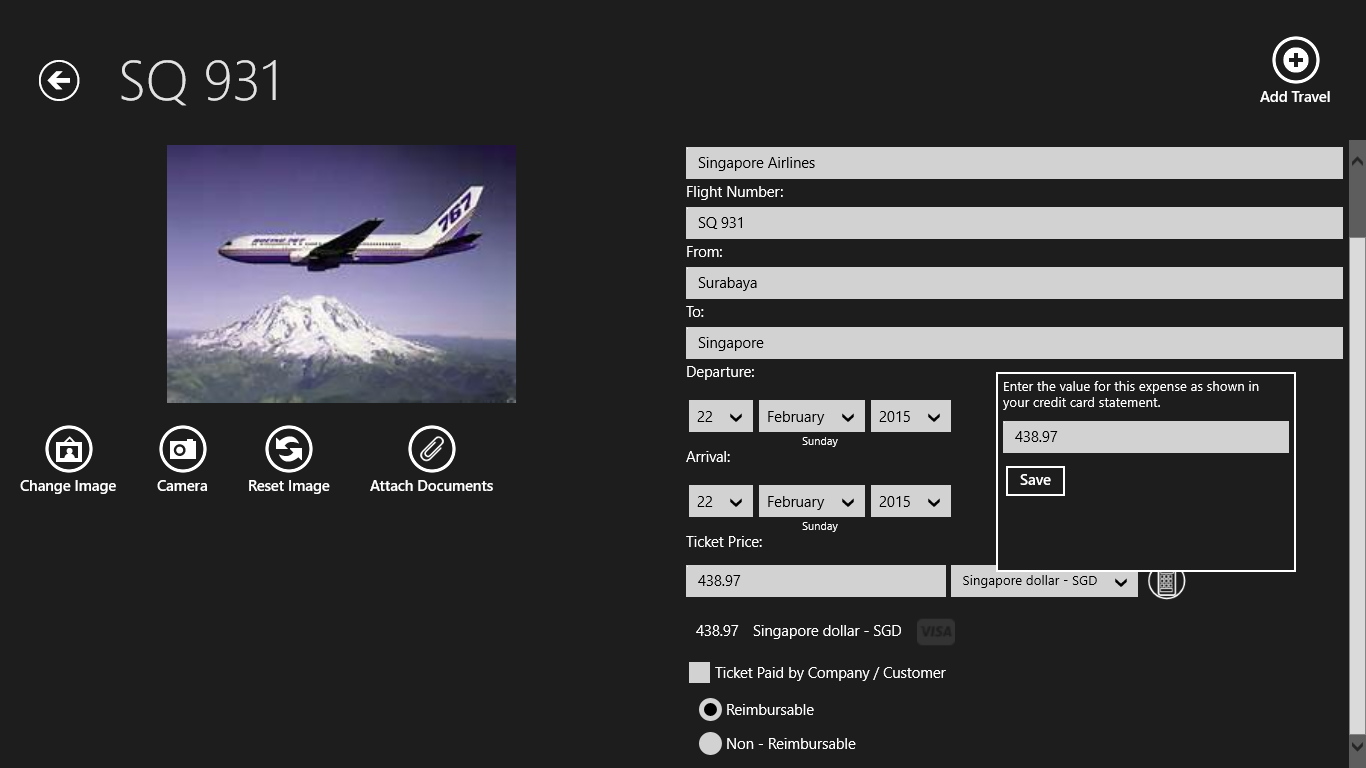 SQ 931
Add Travel
767
Change Image
Camera
Reset Image
Attach Documents
Singapore Airlines
Flight Number:
SQ 931
From:
Surabaya
To:
Singapore
Departure:
22 February 2015
Sunday
Arrival:
22 February 2015
Sunday
Ticket Price:
438.97 Singapore dollar - SGD
438.97 Singapore dollar - SGD VISA
Ticket Paid by Company / Customer
Reimbursable
Non - Reimbursable
Enter the value for this expense as shown in
your credit card statement.
438.97
Save